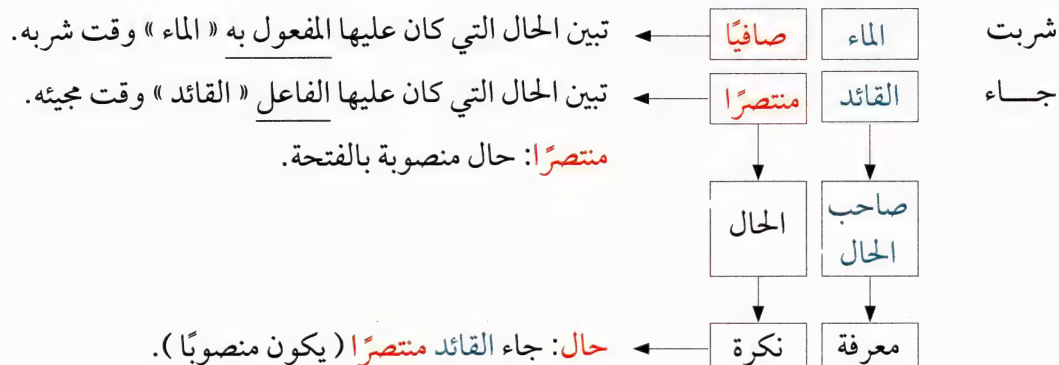 شربت الماء صافيًا تبين الحال التي كان عليها المفعول به « الماء » وقت شربه.
جـــــاء القائد منتصرًا تبين الحال التي كان عليها الفاعل « القائد » وقت مجيئه.
منتصرًا: حال منصوبة بالفتحة.
صاحب الحال
الحال
معرفة نكرة حال: جاء القائد منتصرًا ( يكون منصوبًا ).